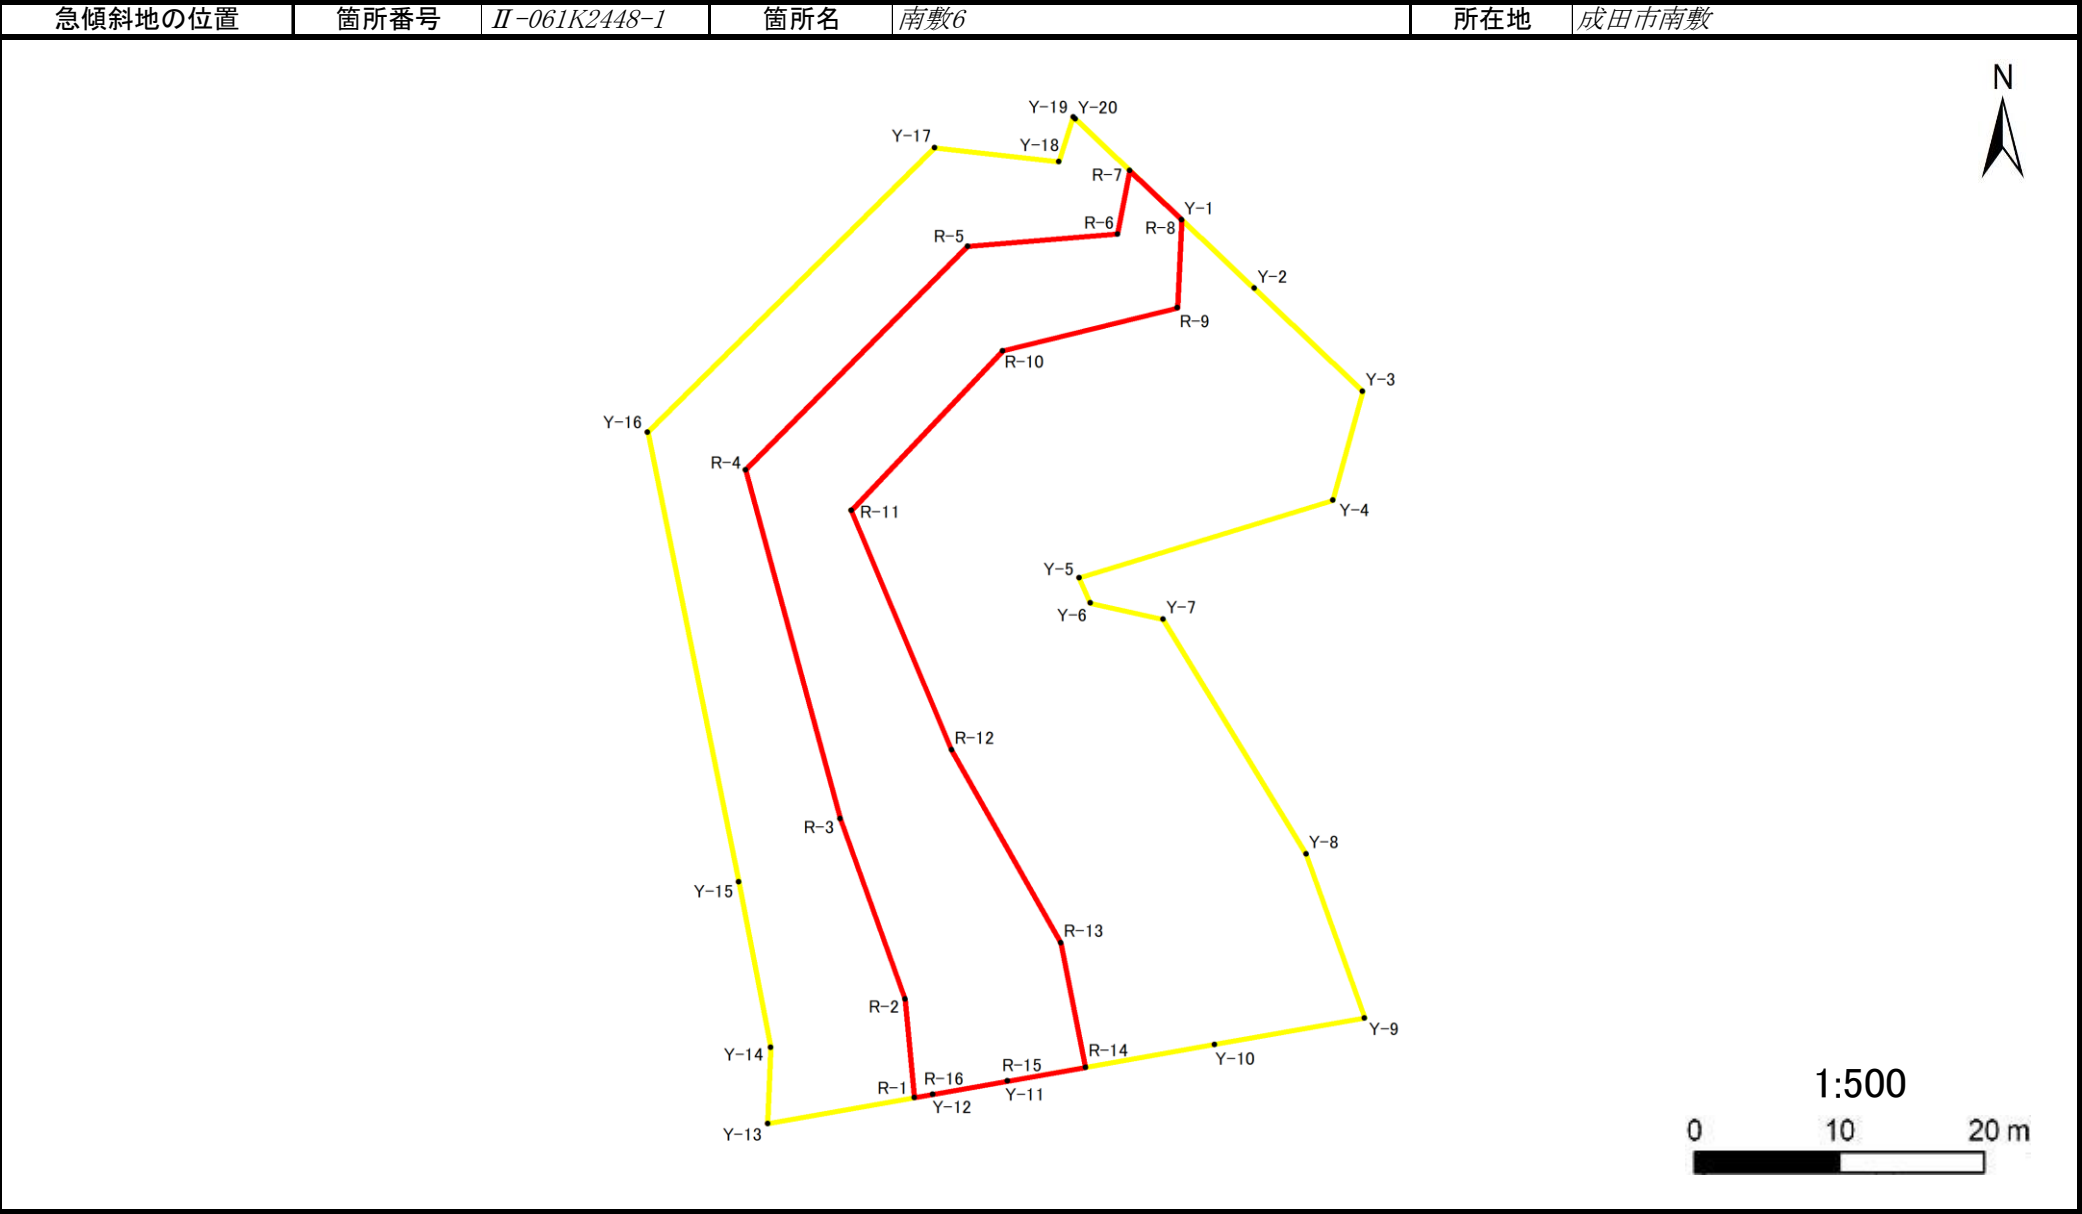 急傾斜地の位置 箇所番号 Ⅱ-061K2448-1 箇所名 南敷6 所在地 成田市南敷
N
Y-19 Y-20
Y-17
Y-18
R-7
Y-1
R-6
R-8
R-5
Y-2
R-9
R-10
Y-3
Y-16
R-4
R-11
Y-4
Y-5
Y-7
Y-6
R-12
R-3
Y-8
Y-15
R-13
R-2
Y-9
R-14
Y-14
Y-10
R-15
R-16
R-1
Y-11
Y-12
Y-13
1:500
0 10 20 m